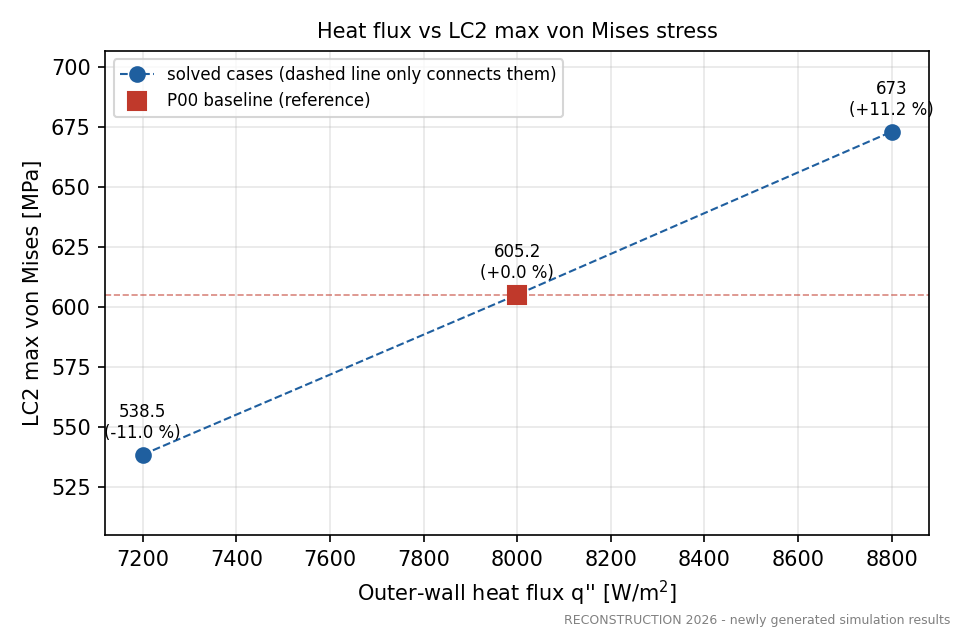 Heat flux vs LC2 max von Mises stress
solved cases (dashed line only connects them)
P00 baseline (reference)
LC2 max von Mises [MPa]
700
675
650
625
600
575
550
525
538.5
(-11.0 %)
605.2
(+0.0 %)
673
(+11.2 %)
7200 7400 7600 7800 8000 8200 8400 8600 8800
Outer-wall heat flux q'' [W/m²]
RECONSTRUCTION 2026 - newly generated simulation results